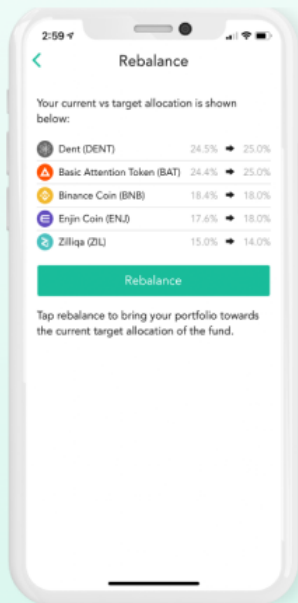 2:59
Rebalance
Your current vs target allocation is shown
below:
Dent (DENT) 24.5% → 25.0%
Basic Attention Token (BAT) 24.4% → 25.0%
Binance Coin (BNB) 18.4% → 18.0%
Enjin Coin (ENJ) 17.6% → 18.0%
Zilliqa (ZIL) 15.0% → 14.0%
Rebalance
Tap rebalance to bring your portfolio towards
the current target allocation of the fund.